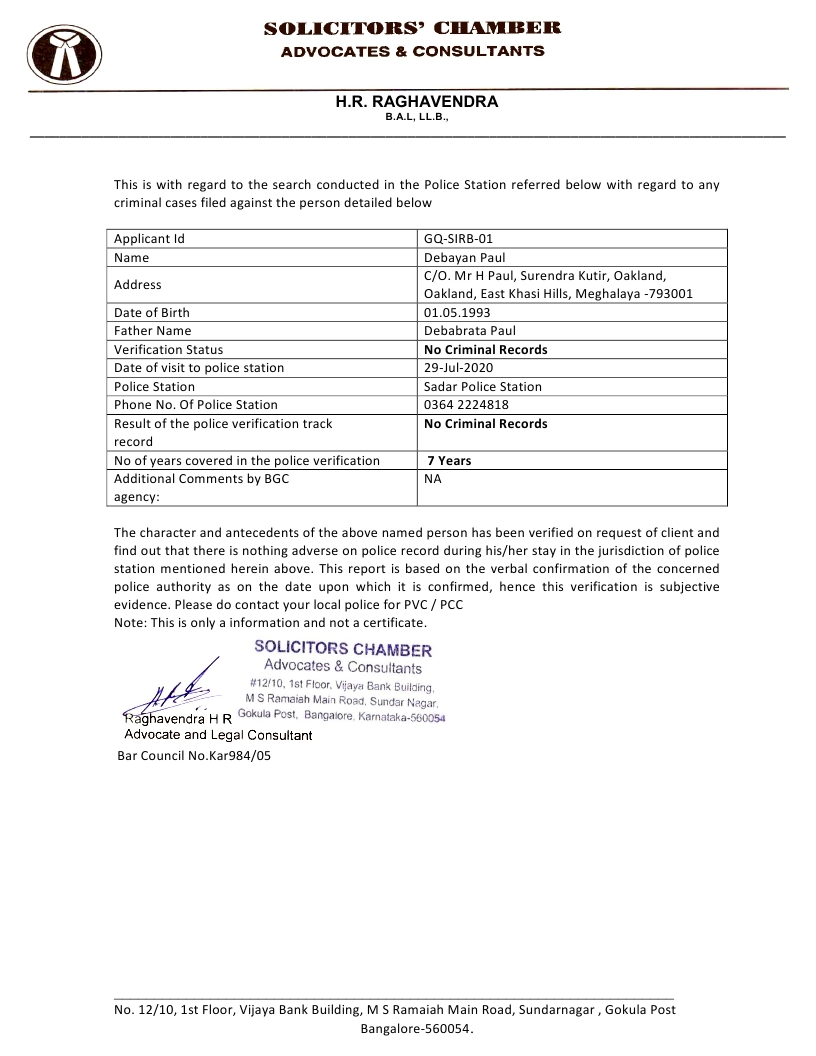 SOLICITORS' CHAMBER
ADVOCATES & CONSULTANTS
H.R. RAGHAVENDRA
B.A.L, LL.B.,
This is with regard to the search conducted in the Police Station referred below with regard to any
criminal cases filed against the person detailed below
Applicant Id GQ-SIRB-01
Name Debayan Paul
Address C/O. Mr H Paul, Surendra Kutir, Oakland,
Oakland, East Khasi Hills, Meghalaya -793001
Date of Birth 01.05.1993
Father Name Debabrata Paul
Verification Status No Criminal Records
Date of visit to police station 29-Jul-2020
Police Station Sadar Police Station
Phone No. Of Police Station 0364 2224818
Result of the police verification track No Criminal Records
record
No of years covered in the police verification 7 Years
Additional Comments by BGC NA
agency:
The character and antecedents of the above named person has been verified on request of client and
find out that there is nothing adverse on police record during his/her stay in the jurisdiction of police
station mentioned herein above. This report is based on the verbal confirmation of the concerned
police authority as on the date upon which it is confirmed, hence this verification is subjective
evidence. Please do contact your local police for PVC / PCC
Note: This is only a information and not a certificate.
SOLICITORS CHAMBER
Advocates & Consultants
#12/10, 1st Floor, Vijaya Bank Building,
M S Ramaiah Main Road, Sundar Nagar,
Gokula Post, Bangalore, Karnataka-560054
Raghavendra H R
Advocate and Legal Consultant
Bar Council No.Kar984/05
No. 12/10, 1st Floor, Vijaya Bank Building, M S Ramaiah Main Road, Sundarnagar , Gokula Post
Bangalore-560054.